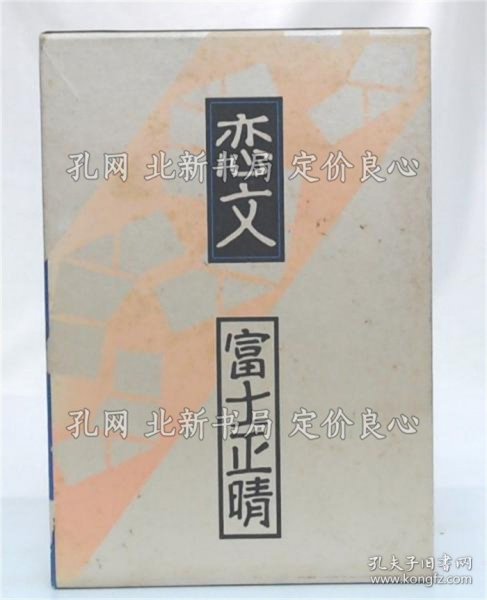 恋文
孔网 北新书局 定价良心
富士正晴
孔网 北新书局 定价良心
孔夫子旧书网
www.kongfz.com